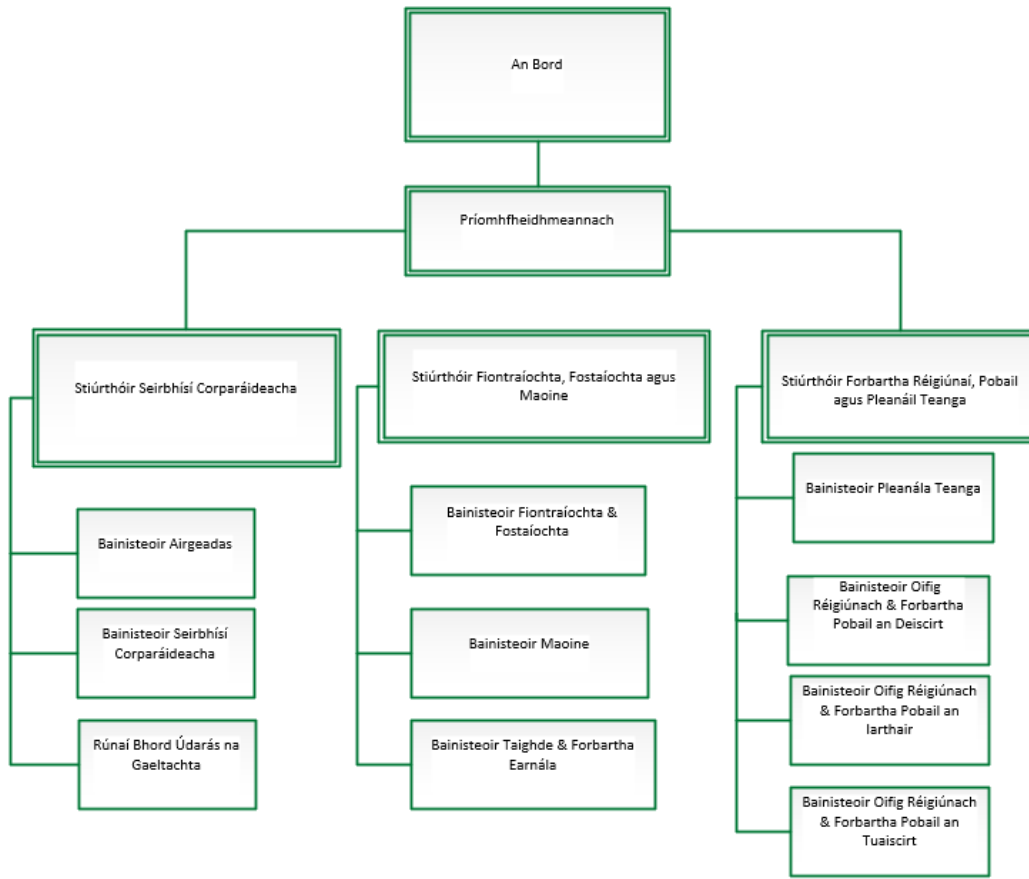 An Bord
Príomhfheidhmeannach
Stiúrthóir Seirbhísí Corparáideacha
Bainisteoir Airgeadas
Bainisteoir Seirbhísí
Corparáideacha
Rúnaí Bhord Údarás na
Gaeltachta
Stiúrthóir Fiontraíochta, Fostaíochta agus
Maoine
Bainisteoir Fiontraíochta &
Fostaíochta
Bainisteoir Maoine
Bainisteoir Taighde & Forbartha
Earnála
Stiúrthóir Forbartha Réigiúnaí, Pobail
agus Pleanáil Teanga
Bainisteoir Pleanála Teanga
Bainisteoir Oifig
Réigiúnach & Forbartha
Pobail an Deiscirt
Bainisteoir Oifig Réigiúnach
& Forbartha Pobail an
Iarthair
Bainisteoir Oifig Réigiúnach
& Forbartha Pobail an
Tuaiscirt